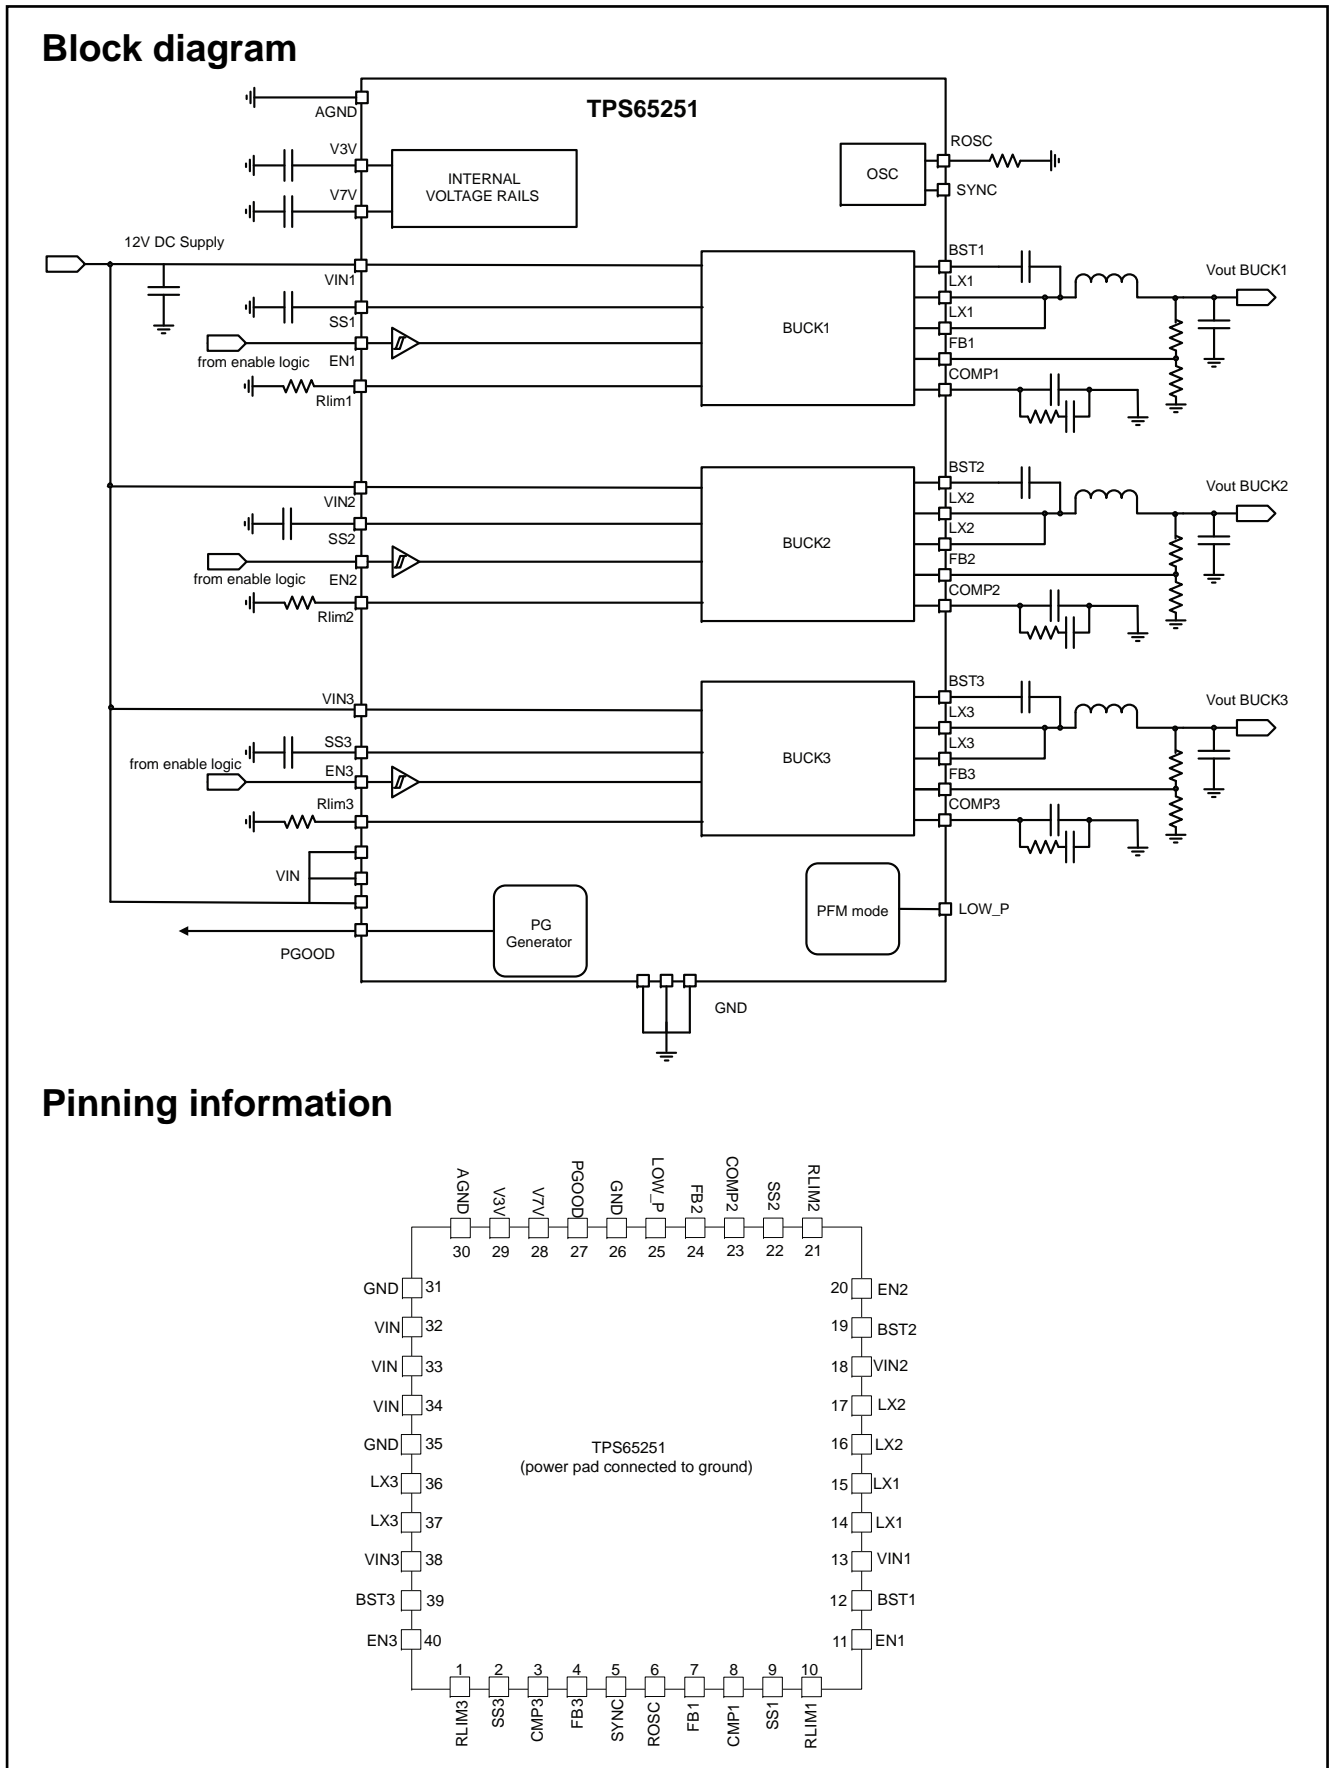 Block diagram
TPS65251
AGND
V3V
V7V
INTERNAL
VOLTAGE RAILS
OSC
ROSC
SYNC
12V DC Supply
VIN1
SS1
from enable logic
EN1
Rlim1
BUCK1
BST1
LX1
LX1
FB1
COMP1
Vout BUCK1
VIN2
SS2
from enable logic
EN2
Rlim2
BUCK2
BST2
LX2
LX2
FB2
COMP2
Vout BUCK2
VIN3
SS3
from enable logic
EN3
Rlim3
BUCK3
BST3
LX3
LX3
FB3
COMP3
Vout BUCK3
VIN
PGOOD
PG
Generator
PFM mode
LOW_P
GND
Pinning information
AGND
V3V
V7V
PGOOD
GND
LOW_P
FB2
COMP2
SS2
RLIM2
30 29 28 27 26 25 24 23 22 21
GND 31
VIN 32
VIN 33
VIN 34
GND 35
LX3 36
LX3 37
VIN3 38
BST3 39
EN3 40
TPS65251
(power pad connected to ground)
20 EN2
19 BST2
18 VIN2
17 LX2
16 LX2
15 LX1
14 LX1
13 VIN1
12 BST1
11 EN1
1 2 3 4 5 6 7 8 9 10
RLIM3
SS3
CMP3
FB3
SYNC
ROSC
FB1
CMP1
SS1
RLIM1